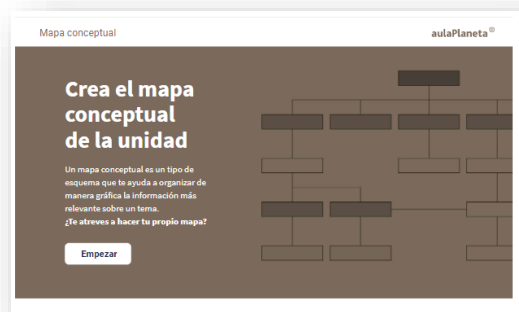 Mapa conceptual
aulaPlaneta®
Crea el mapa
conceptual
de la unidad
Un mapa conceptual es un tipo de
esquema que te ayuda a organizar de
manera gráfica la información más
relevante sobre un tema.
¿Te atreves a hacer tu propio mapa?
Empezar